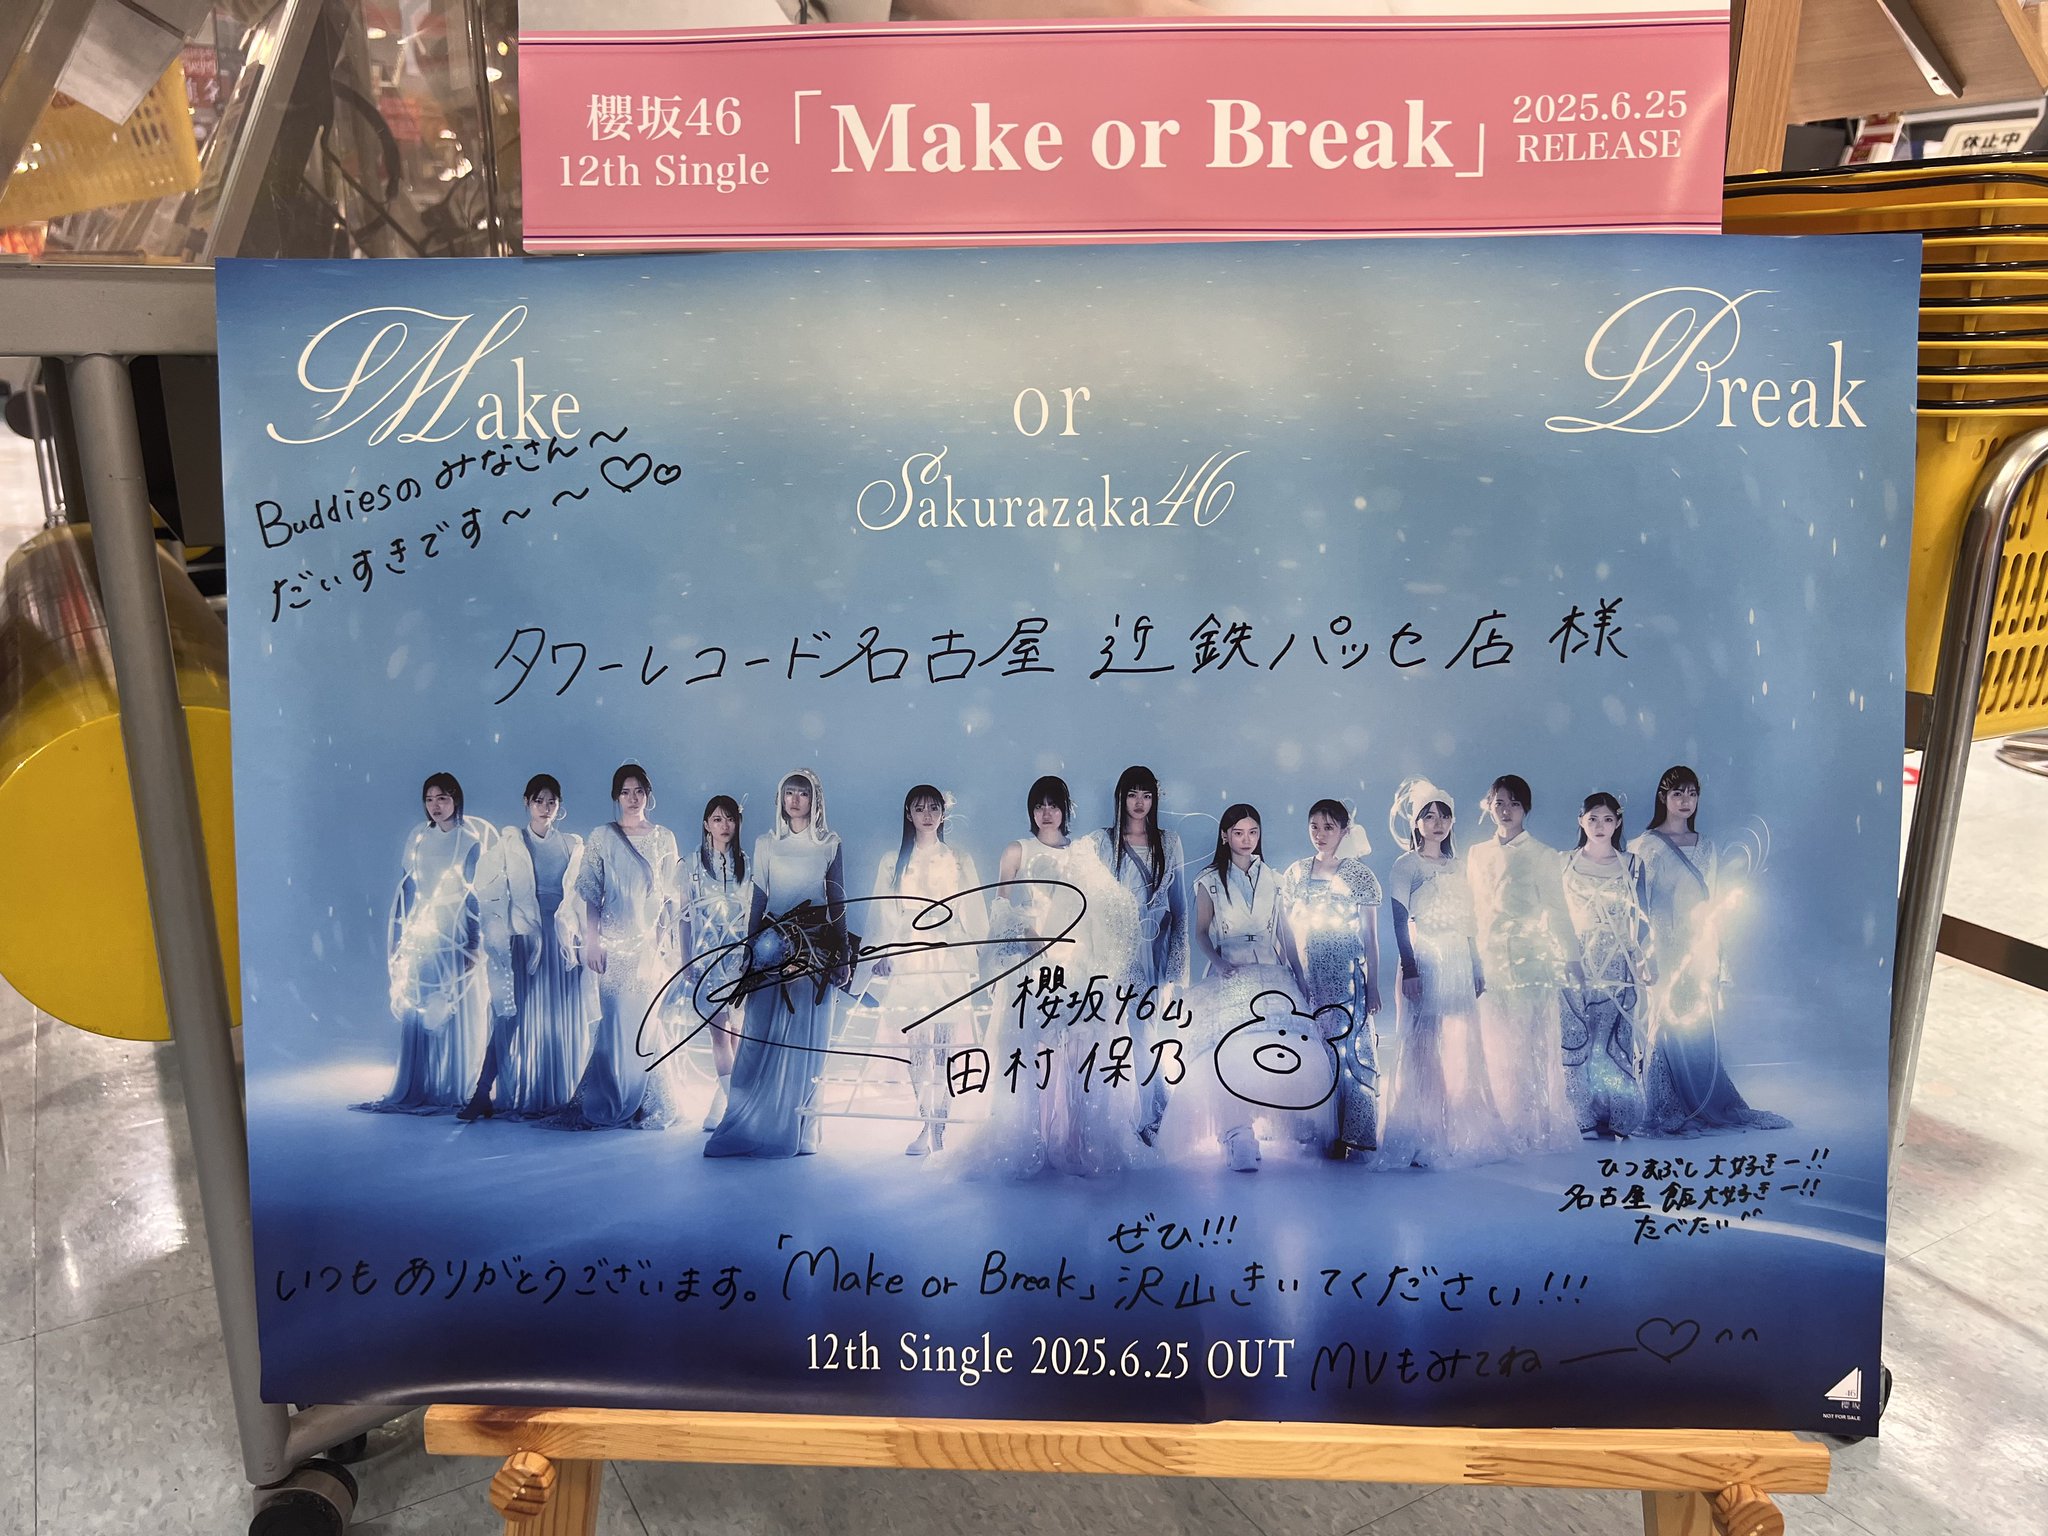 櫻坂46
12th Single
「Make or Break」
2025.6.25
RELEASE
休止中
Make or Break
Sakurazaka46
Buddiesのみなさん〜
だいすきです〜〜♡♡
タワーレコード名古屋 近鉄パッセ店 様
櫻坂46
田村 保乃
ひつまぶし大好きー!!
名古屋飯大好きー!!
たべたい^^
ぜひ!!!
いつもありがとうございます。「Make or Break」沢山きいてください!!!
12th Single 2025.6.25 OUT
MVもみてねー♡^^
46
櫻坂
NOT FOR SALE